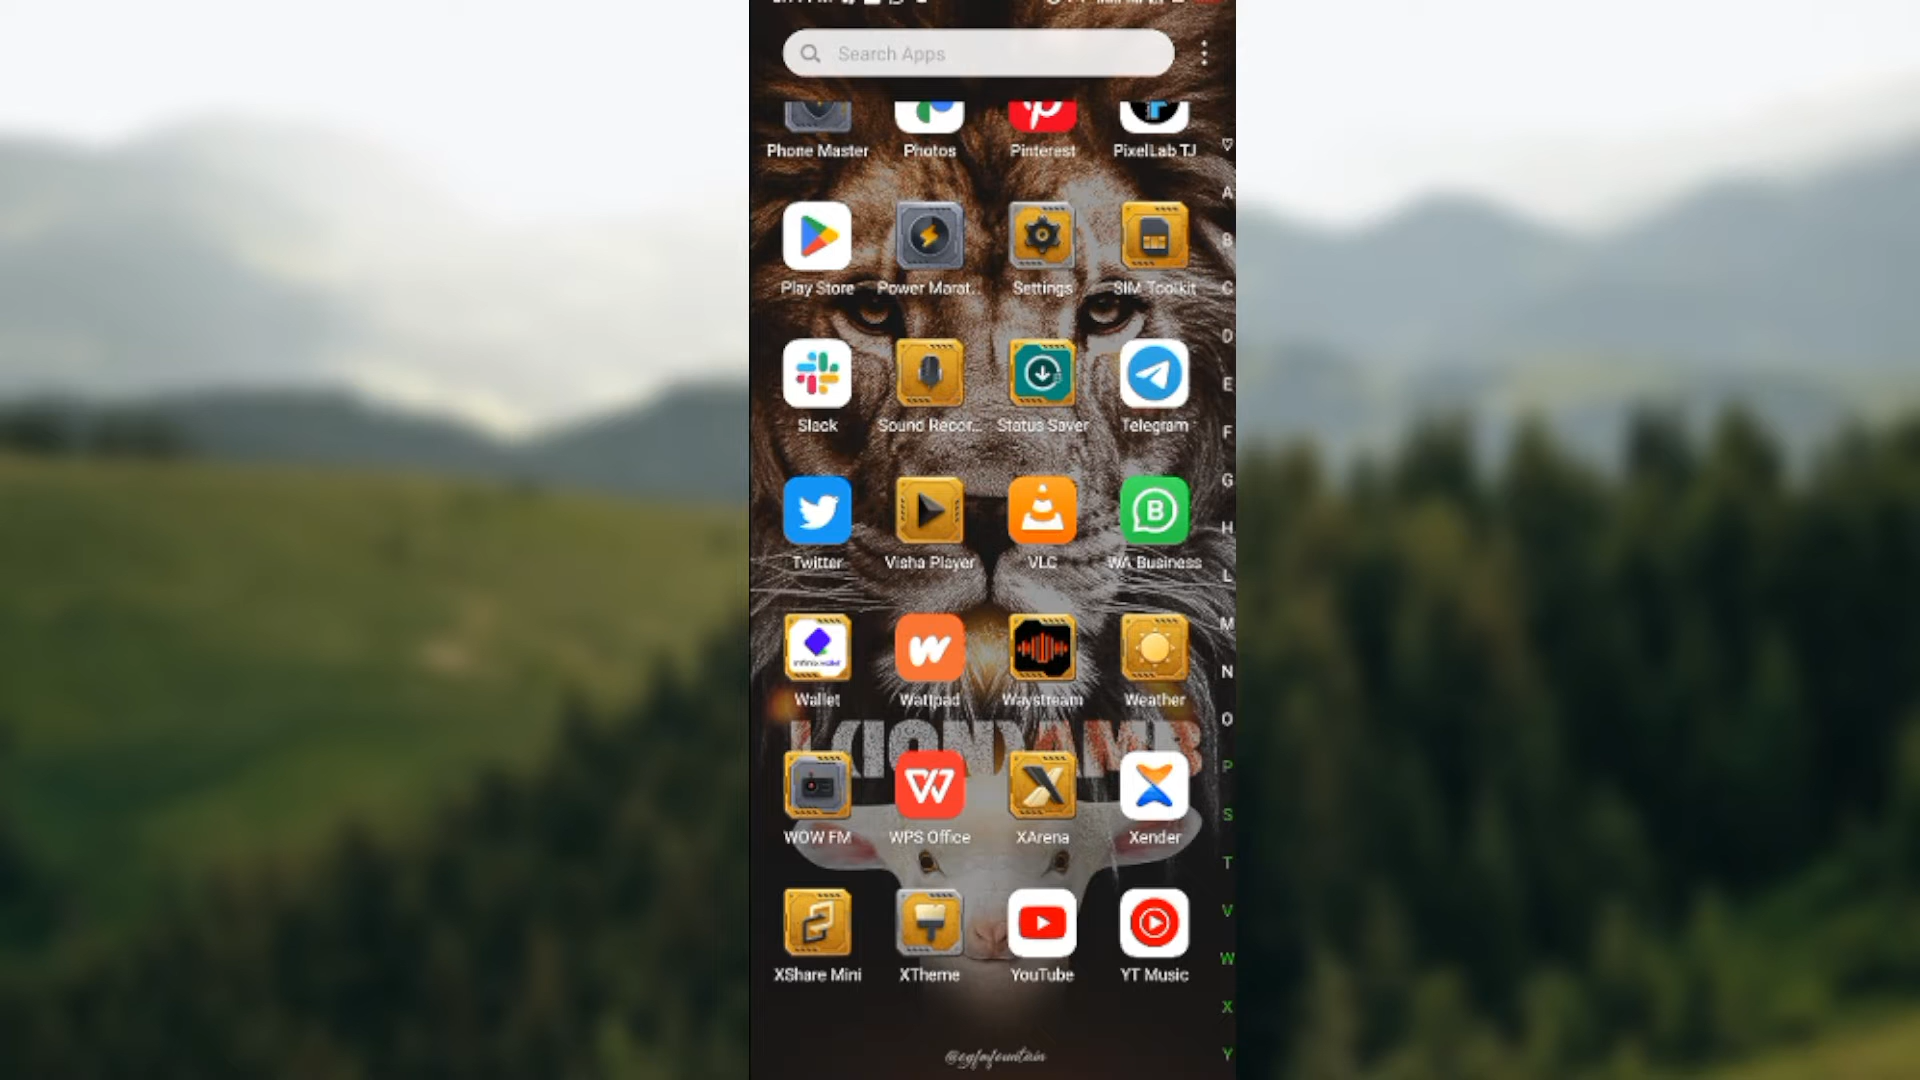 Search Apps
Phone Master Photos Pinterest PixelLab TJ
♡
A
B
Play Store Power Marat... Settings SIM Toolkit
C
D
E
Slack Sound Recor... Status Saver Telegram
F
G
B
H
Twitter Visha Player VLC WA Business
L
M
N
Wallet Wattpad Waystream Weather
O
L(ION)AMB
P
S
WOW FM WPS Office XArena Xender
T
V
W
XShare Mini XTheme YouTube YT Music
X
Y